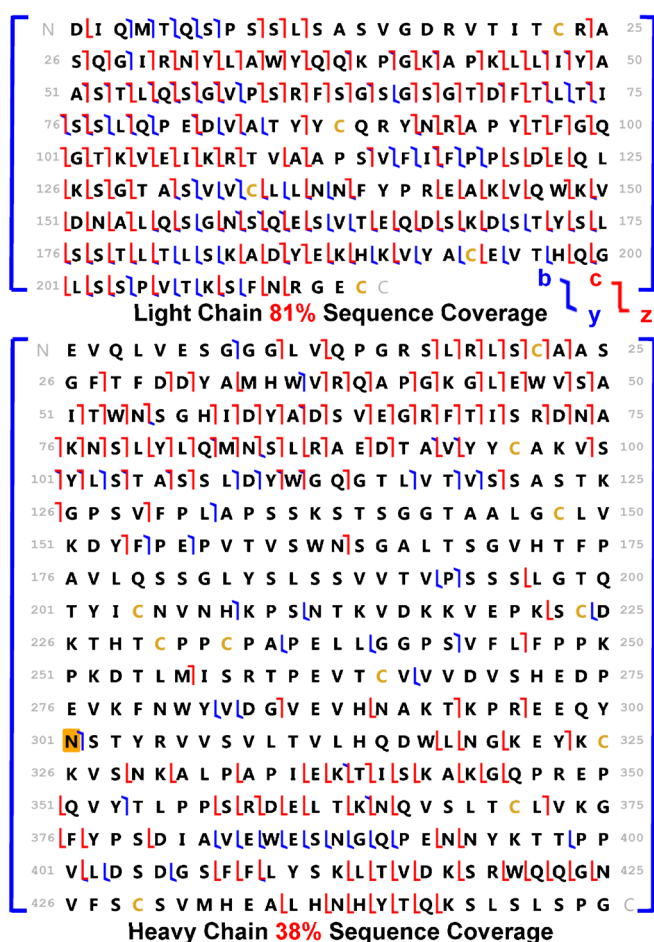 N D I Q M T Q S P S S L S A S V G D R V T I T C R A 25
26 S Q G I R N Y L A W Y Q Q K P G K A P K L L I Y A 50
51 A S T L Q S G V P S R F S G S G S G T D F T L T I 75
76 S S L Q P E D V A T Y Y C Q R Y N R A P Y T F G Q 100
101 G T K V E I K R T V A A P S V F I F P P S D E Q L 125
126 K S G T A S V V C L L N N F Y P R E A K V Q W K V 150
151 D N A L Q S G N S Q E S V T E Q D S K D S T Y S L 175
176 S S T L T L S K A D Y E K H K V Y A C E V T H Q G 200
201 L S S P V T K S F N R G E C C
b y c z
Light Chain 81% Sequence Coverage
N E V Q L V E S G G G L V Q P G R S L R L S C A A S 25
26 G F T F D D Y A M H W V R Q A P G K G L E W V S A 50
51 I T W N S G H I D Y A D S V E G R F T I S R D N A 75
76 K N S L Y L Q M N S L R A E D T A V Y Y C A K V S 100
101 Y L S T A S S L D Y W G Q G T L V T V S S A S T K 125
126 G P S V F P L A P S S K S T S G G T A A L G C L V 150
151 K D Y F P E P V T V S W N S G A L T S G V H T F P 175
176 A V L Q S S G L Y S L S S V V T V P S S S L G T Q 200
201 T Y I C N V N H K P S N T K V D K K V E P K S C D 225
226 K T H T C P P C P A P E L L G G P S V F L F P P K 250
251 P K D T L M I S R T P E V T C V V V D V S H E D P 275
276 E V K F N W Y V D G V E V H N A K T K P R E E Q Y 300
301 N S T Y R V V S V L T V L H Q D W L N G K E Y K C 325
326 K V S N K A L P A P I E K T I S K A K G Q P R E P 350
351 Q V Y T L P P S R D E L T K N Q V S L T C L V K G 375
376 F Y P S D I A V E W E S N G Q P E N N Y K T T P P 400
401 V L D S D G S F F L Y S K L T V D K S R W Q Q G N 425
426 V F S C S V M H E A L H N H Y T Q K S L S L S P G C
Heavy Chain 38% Sequence Coverage